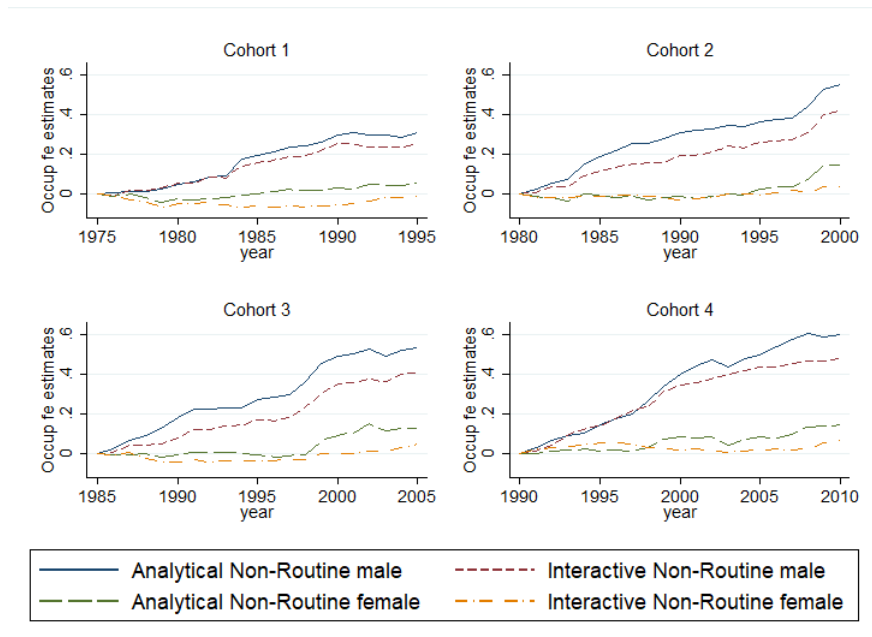 Cohort 1
Occup fe estimates
0 .2 .4 .6
1975 1980 1985 1990 1995
year
Cohort 2
Occup fe estimates
0 .2 .4 .6
1980 1985 1990 1995 2000
year
Cohort 3
Occup fe estimates
0 .2 .4 .6
1985 1990 1995 2000 2005
year
Cohort 4
Occup fe estimates
0 .2 .4 .6
1990 1995 2000 2005 2010
year
Analytical Non-Routine male
Interactive Non-Routine male
Analytical Non-Routine female
Interactive Non-Routine female